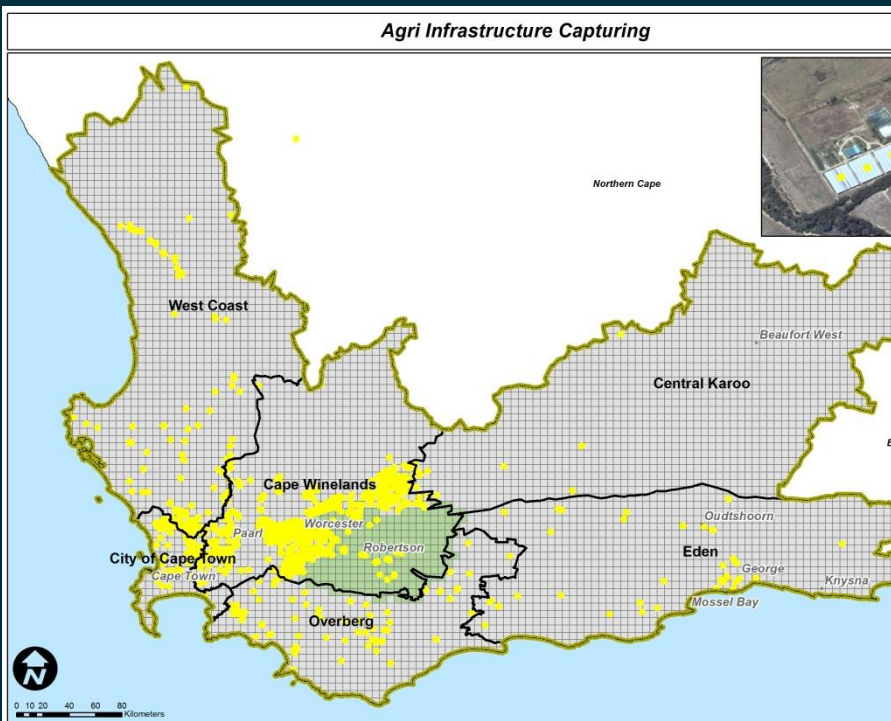 Agri Infrastructure Capturing
Northern Cape
West Coast
Beaufort West
Central Karoo
Cape Winelands
Worcester
Paarl
Robertson
Oudtshoorn
City of Cape Town
Cape Town
Eden
George
Knysna
Mossel Bay
Overberg
N
0 10 20 40 60 80
Kilometers